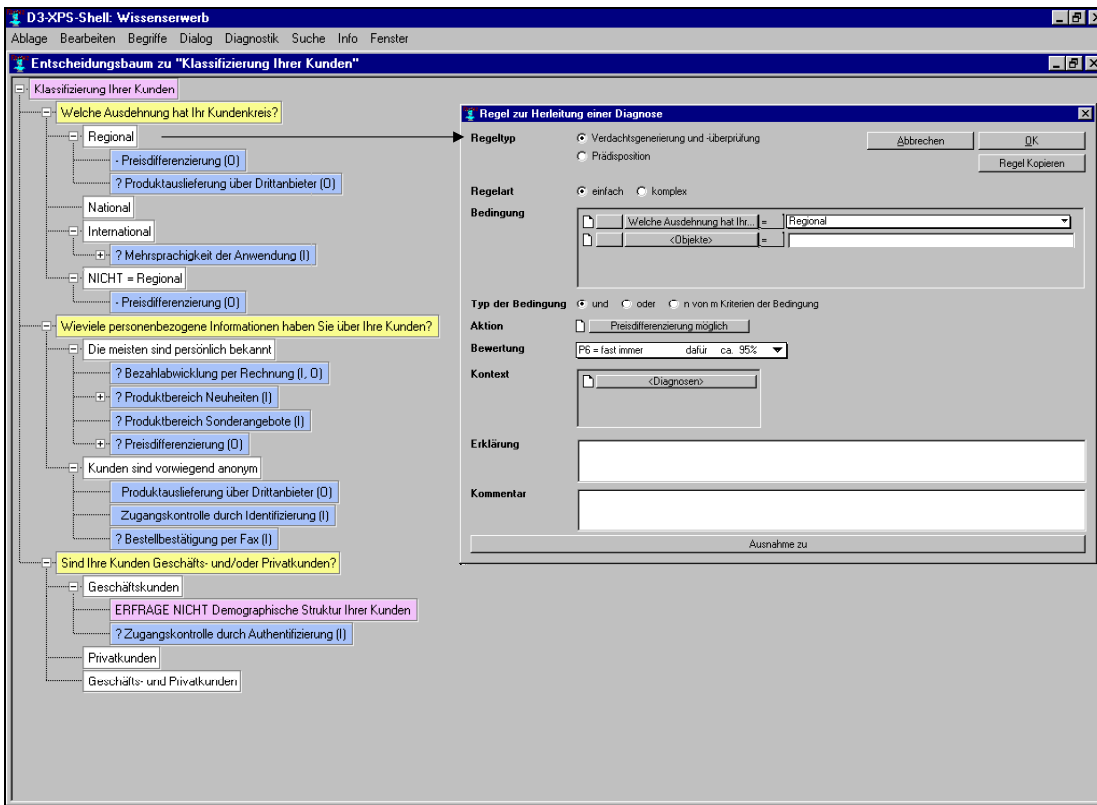 D3-XPS-Shell: Wissenserwerb
Ablage Bearbeiten Begriffe Dialog Diagnostik Suche Info Fenster
Entscheidungsbaum zu "Klassifizierung Ihrer Kunden"
Klassifizierung Ihrer Kunden
Welche Ausdehnung hat Ihr Kundenkreis?
Regional
- Preisdifferenzierung (O)
? Produktauslieferung über Drittanbieter (O)
National
International
? Mehrsprachigkeit der Anwendung (I)
NICHT = Regional
- Preisdifferenzierung (O)
Wieviele personenbezogene Informationen haben Sie über Ihre Kunden?
Die meisten sind persönlich bekannt
? Bezahlabwicklung per Rechnung (I, O)
? Produktbereich Neuheiten (I)
? Produktbereich Sonderangebote (I)
? Preisdifferenzierung (O)
Kunden sind vorwiegend anonym
Produktauslieferung über Drittanbieter (O)
Zugangskontrolle durch Identifizierung (I)
? Bestellbestätigung per Fax (I)
Sind Ihre Kunden Geschäfts- und/oder Privatkunden?
Geschäftskunden
ERFRAGE NICHT Demographische Struktur Ihrer Kunden
? Zugangskontrolle durch Authentifizierung (I)
Privatkunden
Geschäfts- und Privatkunden
Regel zur Herleitung einer Diagnose
Regeltyp Verdachtsgenerierung und -überprüfung Abbrechen OK
Prädisposition Regel Kopieren
Regelart einfach komplex
Bedingung
Welche Ausdehnung hat Ihr... = Regional
<Objekte> =
Typ der Bedingung und oder n von m Kriterien der Bedingung
Aktion Preisdifferenzierung möglich
Bewertung P6 = fast immer dafür ca. 95%
Kontext
<Diagnosen>
Erklärung
Kommentar
Ausnahme zu